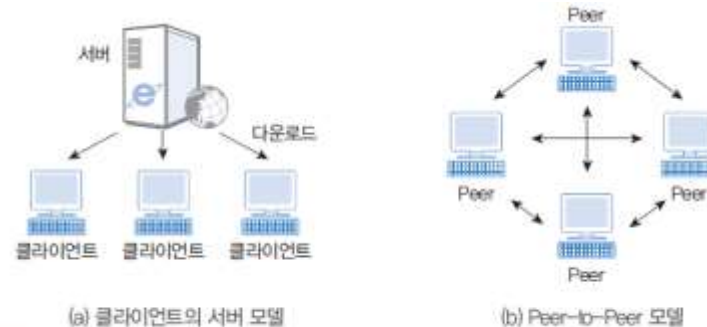 서버
다운로드
클라이언트 클라이언트 클라이언트
(a) 클라이언트의 서버 모델
Peer
Peer Peer
Peer
(b) Peer-to-Peer 모델